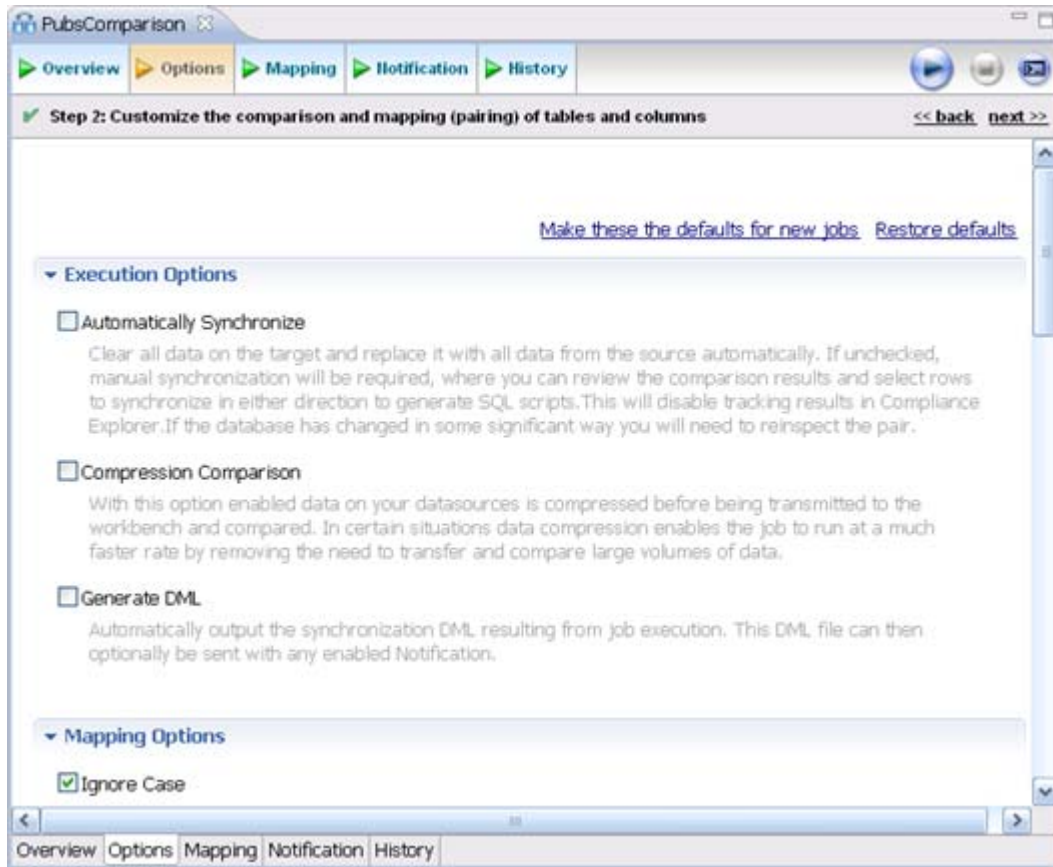 PubsComparison
Overview Options Mapping Notification History
Step 2: Customize the comparison and mapping (pairing) of tables and columns << back next >>
Make these the defaults for new jobs Restore defaults
Execution Options
Automatically Synchronize
Clear all data on the target and replace it with all data from the source automatically. If unchecked,
manual synchronization will be required, where you can review the comparison results and select rows
to synchronize in either direction to generate SQL scripts.This will disable tracking results in Compliance
Explorer.If the database has changed in some significant way you will need to reinspect the pair.
Compression Comparison
With this option enabled data on your datasources is compressed before being transmitted to the
workbench and compared. In certain situations data compression enables the job to run at a much
faster rate by removing the need to transfer and compare large volumes of data.
Generate DML
Automatically output the synchronization DML resulting from job execution. This DML file can then
optionally be sent with any enabled Notification.
Mapping Options
Ignore Case
Overview Options Mapping Notification History